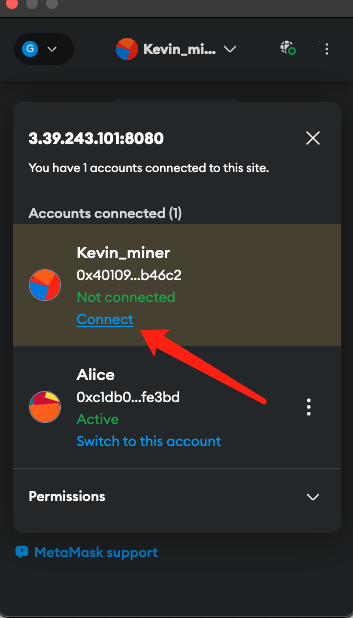 G
Kevin_mi...
3.39.243.101:8080
You have 1 accounts connected to this site.
Accounts connected (1)
Kevin_miner
0x40109...b46c2
Not connected
Connect
Alice
0xc1db0...fe3bd
Active
Switch to this account
Permissions
MetaMask support